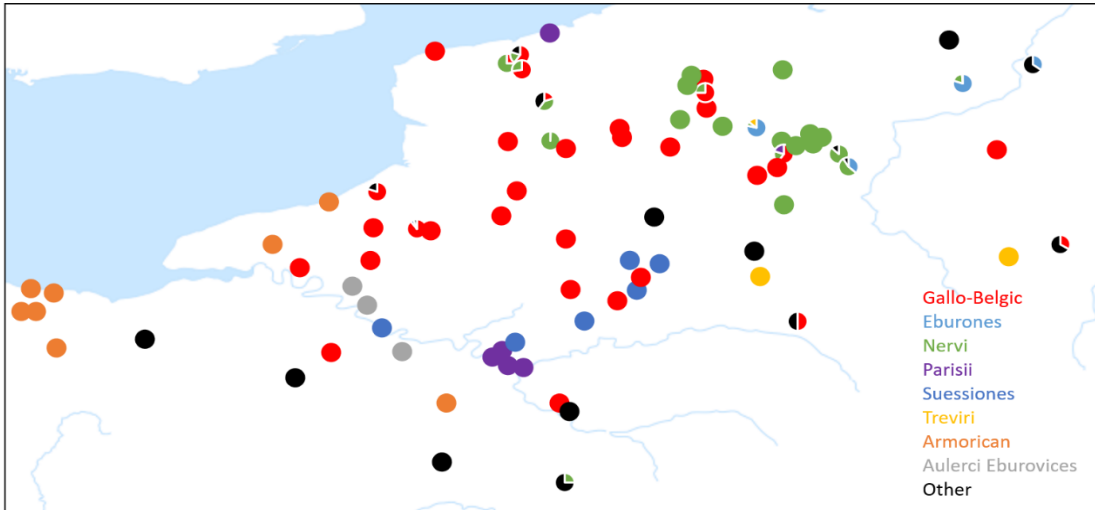 Gallo-Belgic
Eburones
Nervi
Parisii
Suessiones
Treviri
Armorican
Aulerci Eburovices
Other